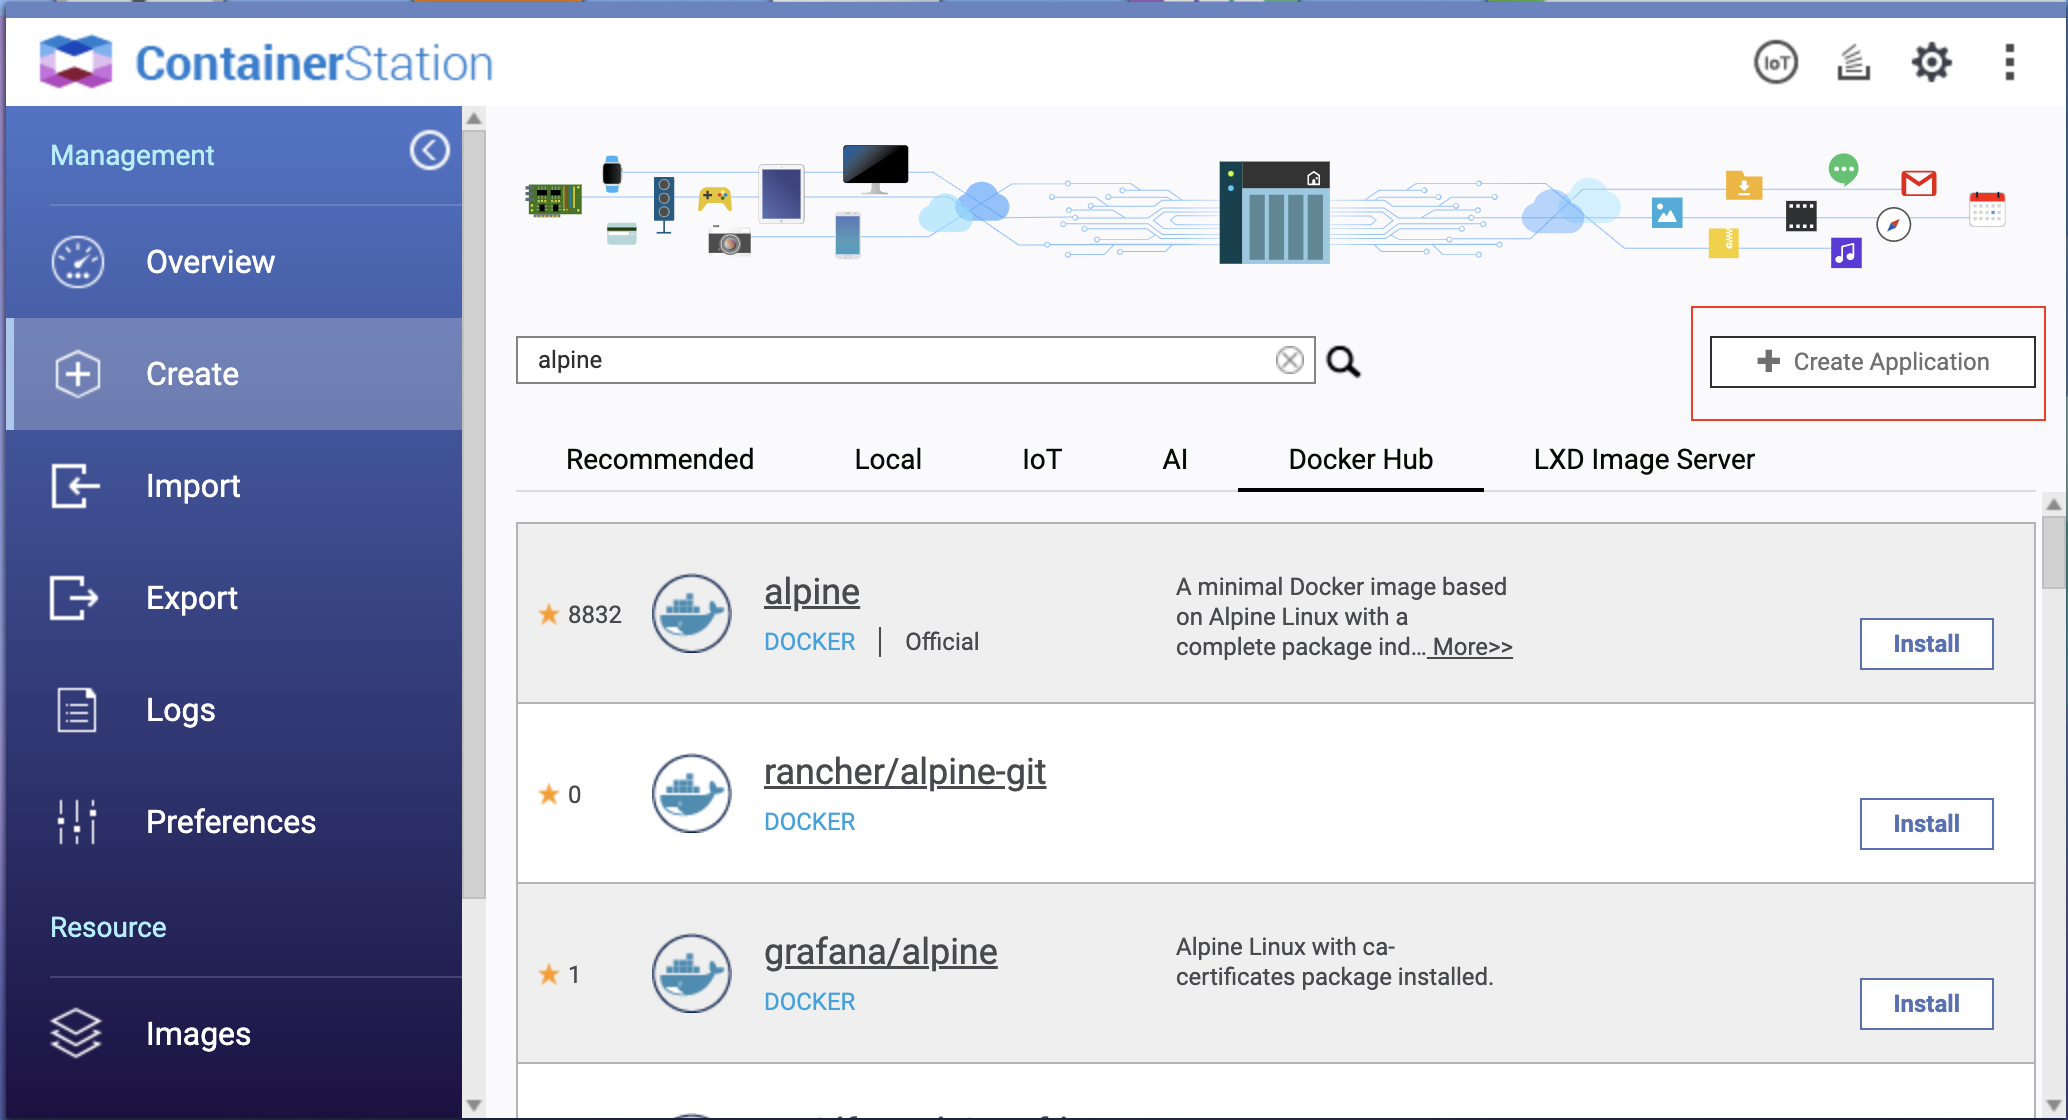 ContainerStation
IoT
Management
Overview
Create
Import
Export
Logs
Preferences
Resource
Images
alpine
Create Application
Recommended
Local
IoT
AI
Docker Hub
LXD Image Server
8832
alpine
DOCKER | Official
A minimal Docker image based
on Alpine Linux with a
complete package ind... More>>
Install
0
rancher/alpine-git
DOCKER
Install
1
grafana/alpine
DOCKER
Alpine Linux with ca-
certificates package installed.
Install